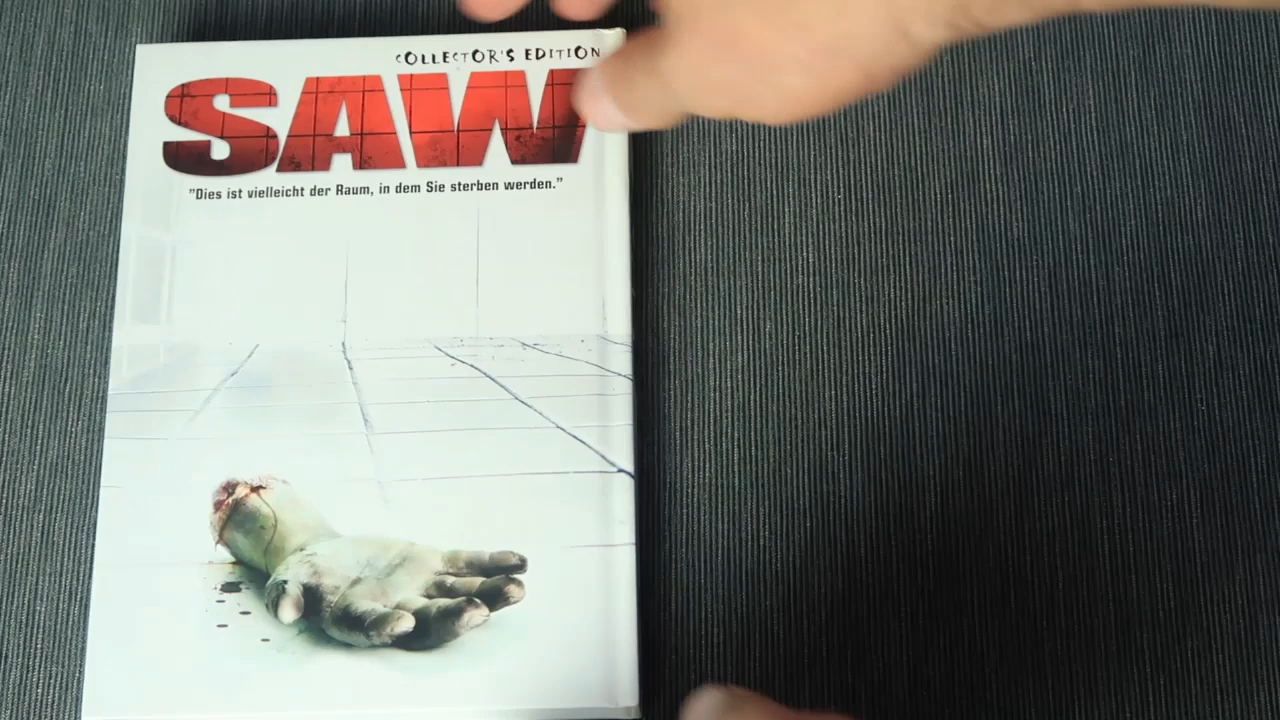 COLLECTOR'S EDITION
SAW
"Dies ist vielleicht der Raum, in dem Sie sterben werden."